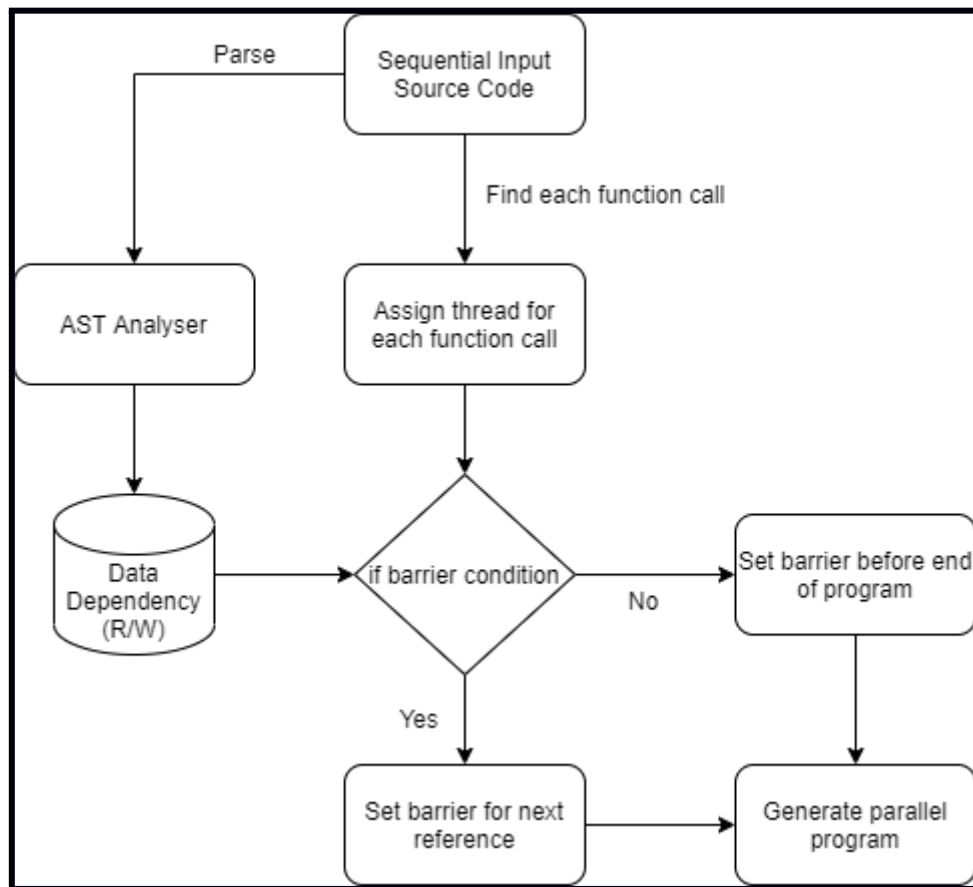 Parse
Sequential Input
Source Code
Find each function call
AST Analyser
Assign thread for
each function call
Data
Dependency
(R/W)
if barrier condition
No
Set barrier before end
of program
Yes
Set barrier for next
reference
Generate parallel
program